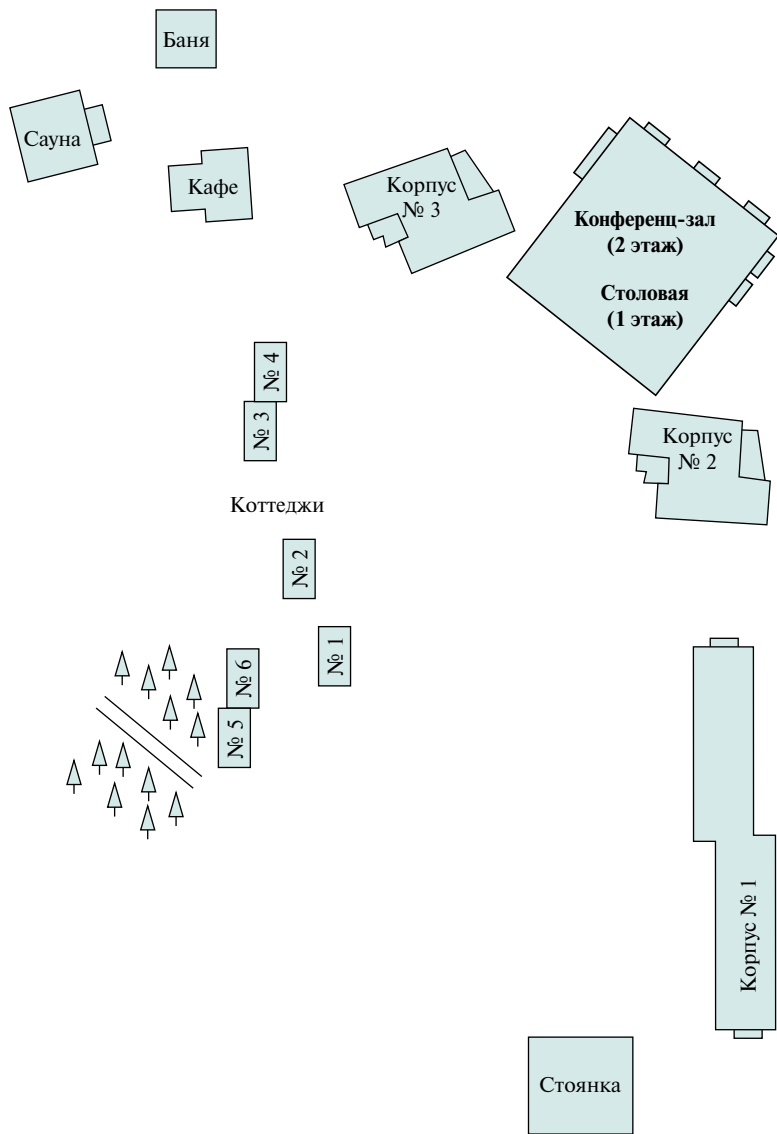 Баня
Сауна
Кафе
Корпус
№ 3
Конференц-зал
(2 этаж)
Столовая
(1 этаж)
№ 4
№ 3
Корпус
№ 2
Коттеджи
№ 2
№ 1
№ 6
№ 5
Корпус № 1
Стоянка